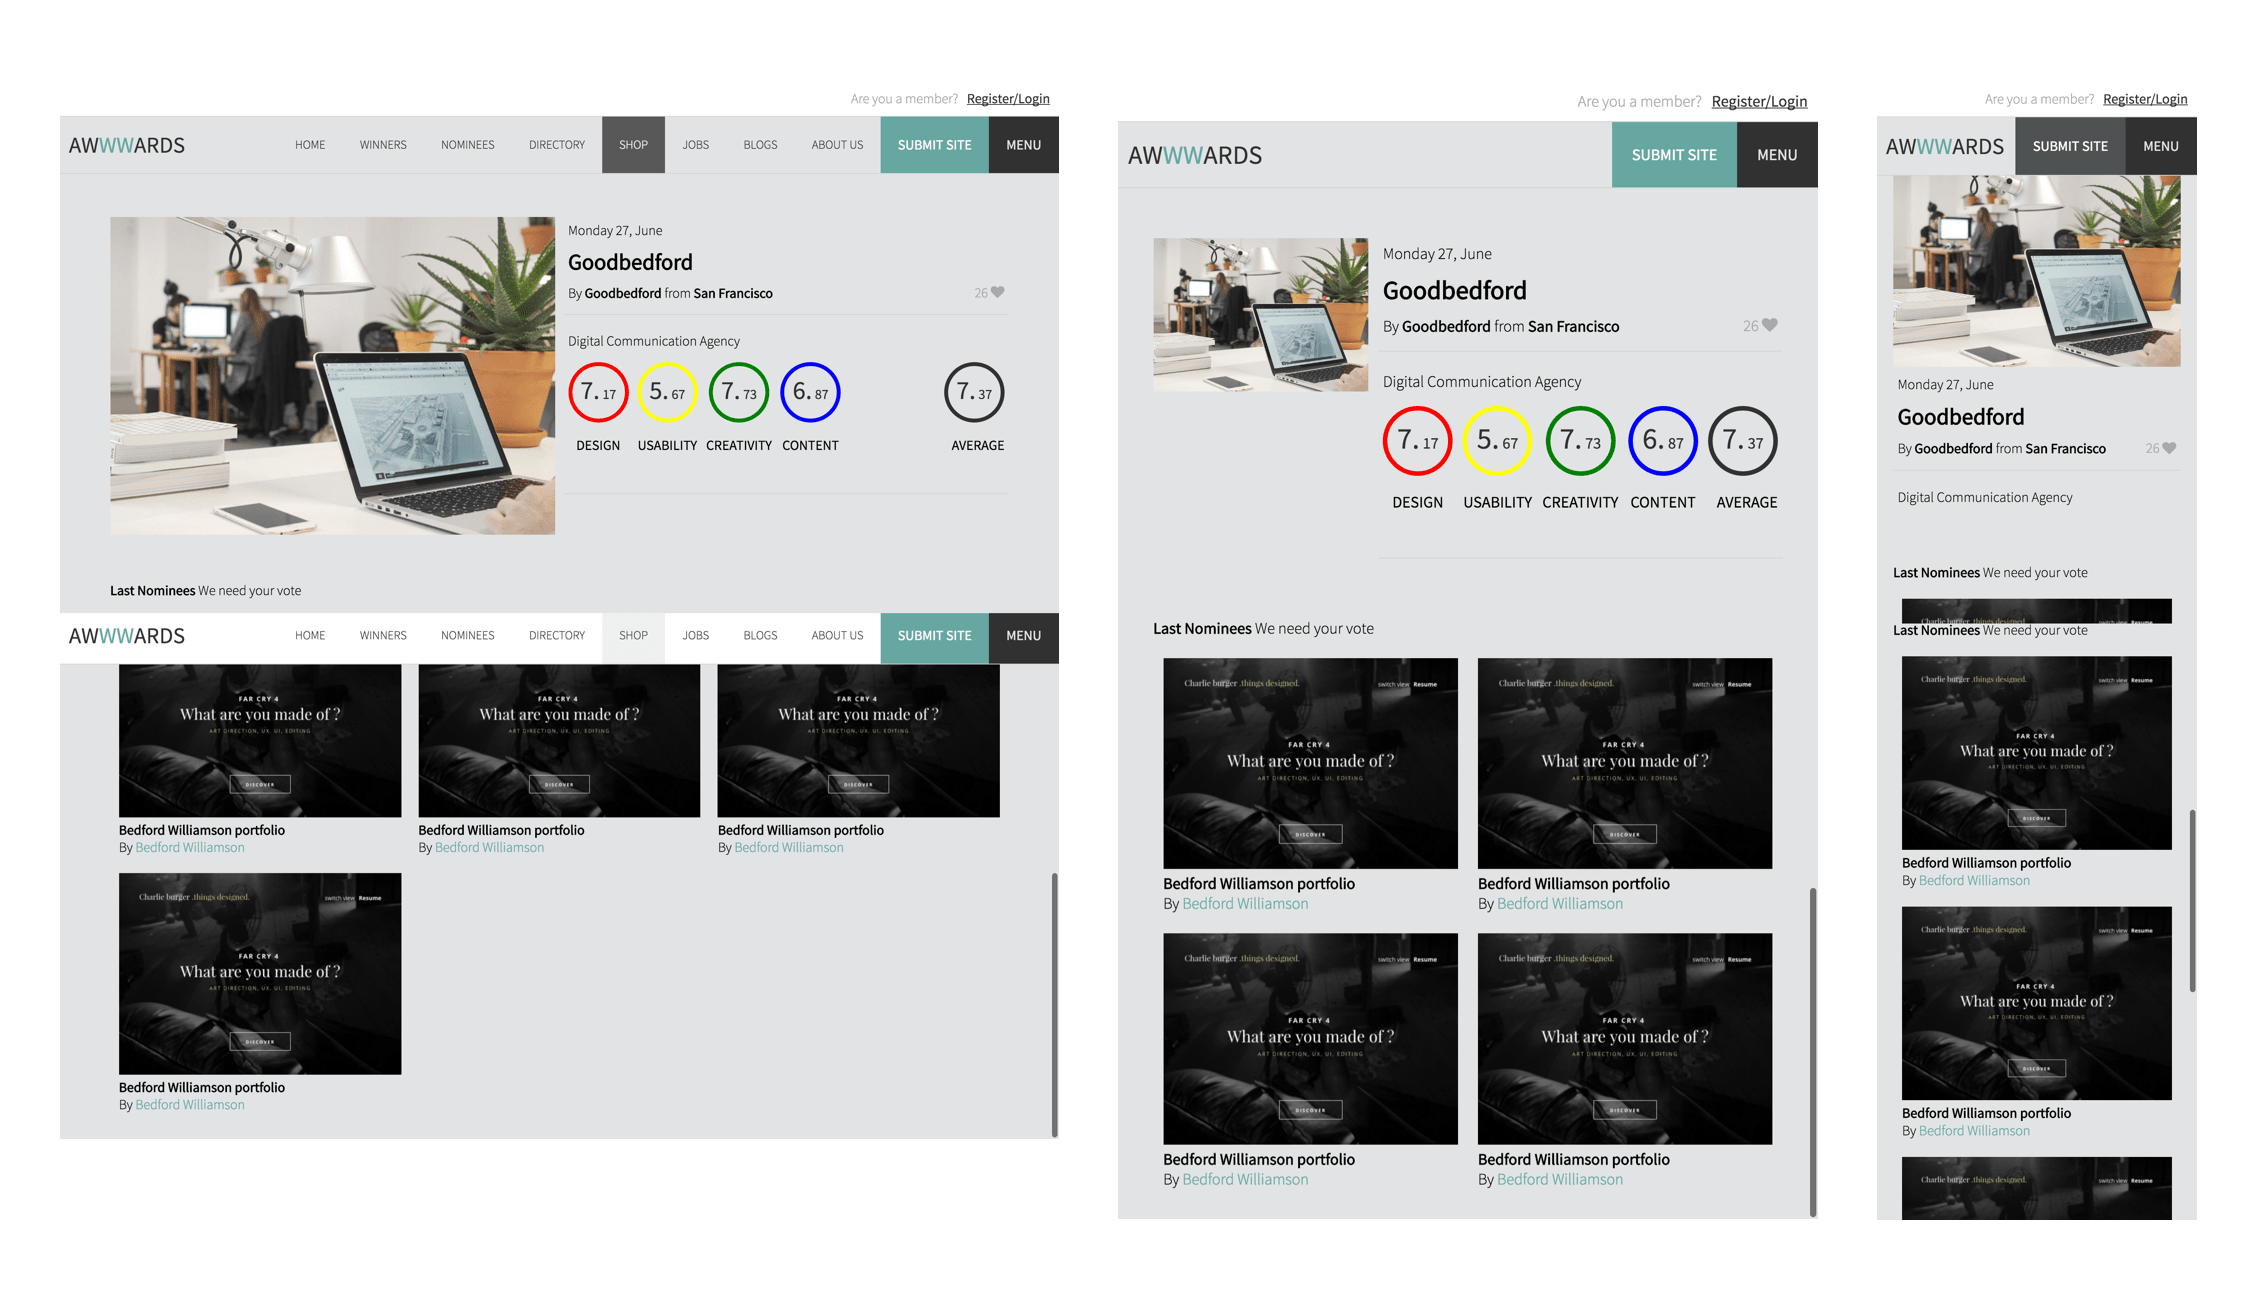 Are you a member? Register/Login
AWWWARDS HOME WINNERS NOMINEES DIRECTORY SHOP JOBS BLOGS ABOUT US SUBMIT SITE MENU
Monday 27, June
Goodbedford
By Goodbedford from San Francisco 26
Digital Communication Agency
7. 17 5. 67 7. 73 6. 87 7. 37
DESIGN USABILITY CREATIVITY CONTENT AVERAGE
Last Nominees We need your vote
AWWWARDS HOME WINNERS NOMINEES DIRECTORY SHOP JOBS BLOGS ABOUT US SUBMIT SITE MENU
FAR CRY 4 FAR CRY 4 FAR CRY 4
What are you made of ? What are you made of ? What are you made of ?
ART DIRECTION, UX, UI, EDITING ART DIRECTION, UX, UI, EDITING ART DIRECTION, UX, UI, EDITING
DISCOVER DISCOVER DISCOVER
Bedford Williamson portfolio Bedford Williamson portfolio Bedford Williamson portfolio
By Bedford Williamson By Bedford Williamson By Bedford Williamson
Charlie burger .things designed. switch view Resume
FAR CRY 4
What are you made of ?
ART DIRECTION, UX, UI, EDITING
DISCOVER
Bedford Williamson portfolio
By Bedford Williamson
Are you a member? Register/Login
AWWWARDS SUBMIT SITE MENU
Monday 27, June
Goodbedford
By Goodbedford from San Francisco 26
Digital Communication Agency
7. 17 5. 67 7. 73 6. 87 7. 37
DESIGN USABILITY CREATIVITY CONTENT AVERAGE
Last Nominees We need your vote
Charlie burger .things designed. switch view Resume Charlie burger .things designed. switch view Resume
FAR CRY 4 FAR CRY 4
What are you made of ? What are you made of ?
ART DIRECTION, UX, UI, EDITING ART DIRECTION, UX, UI, EDITING
DISCOVER DISCOVER
Bedford Williamson portfolio Bedford Williamson portfolio
By Bedford Williamson By Bedford Williamson
Charlie burger .things designed. switch view Resume Charlie burger .things designed. switch view Resume
FAR CRY 4 FAR CRY 4
What are you made of ? What are you made of ?
ART DIRECTION, UX, UI, EDITING ART DIRECTION, UX, UI, EDITING
DISCOVER DISCOVER
Bedford Williamson portfolio Bedford Williamson portfolio
By Bedford Williamson By Bedford Williamson
Are you a member? Register/Login
AWWWARDS SUBMIT SITE MENU
Monday 27, June
Goodbedford
By Goodbedford from San Francisco 26
Digital Communication Agency
Last Nominees We need your vote
Charlie burger .things designed. switch view Resume
Last Nominees We need your vote
Charlie burger .things designed. switch view Resume
FAR CRY 4
What are you made of ?
ART DIRECTION, UX, UI, EDITING
DISCOVER
Bedford Williamson portfolio
By Bedford Williamson
Charlie burger .things designed. switch view Resume
FAR CRY 4
What are you made of ?
ART DIRECTION, UX, UI, EDITING
DISCOVER
Bedford Williamson portfolio
By Bedford Williamson
Charlie burger .things designed. switch view Resume